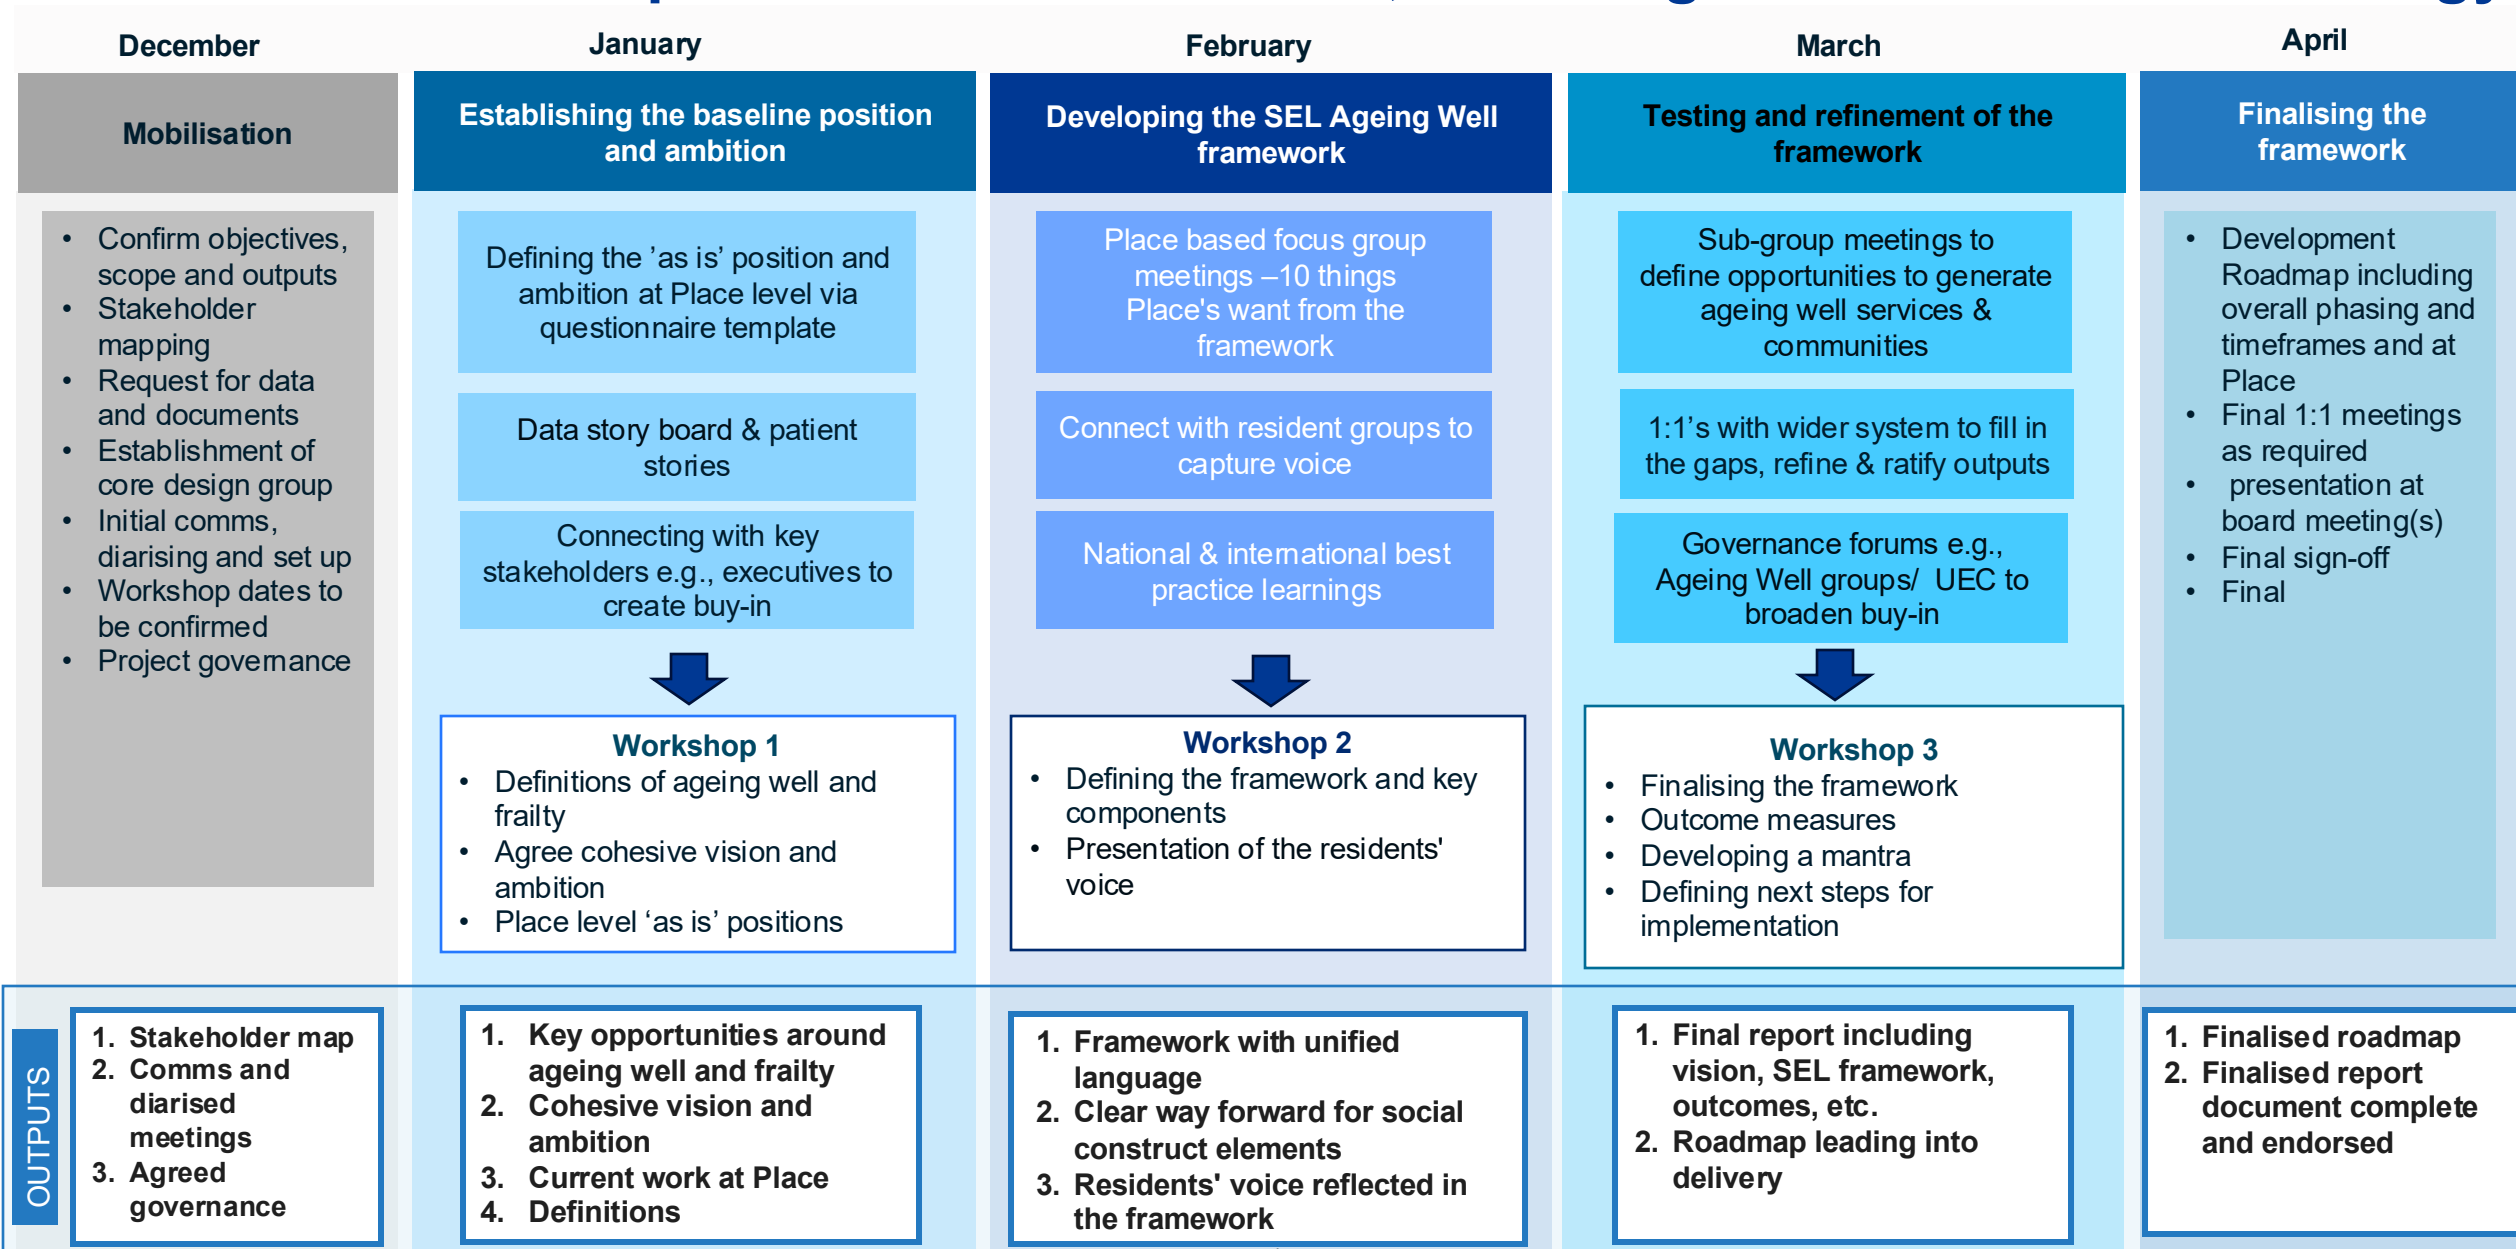 December
January
February
March
April
Mobilisation
Establishing the baseline position
and ambition
Developing the SEL Ageing Well
framework
Testing and refinement of the
framework
Finalising the
framework
• Confirm objectives,
scope and outputs
• Stakeholder
mapping
• Request for data
and documents
• Establishment of
core design group
• Initial comms,
diarising and set up
• Workshop dates to
be confirmed
• Project governance
Defining the ’as is’ position and
ambition at Place level via
questionnaire template
Data story board & patient
stories
Connecting with key
stakeholders e.g., executives to
create buy-in
Workshop 1
• Definitions of ageing well and
frailty
• Agree cohesive vision and
ambition
• Place level ‘as is’ positions
Place based focus group
meetings –10 things
Place's want from the
framework
Connect with resident groups to
capture voice
National & international best
practice learnings
Workshop 2
• Defining the framework and key
components
• Presentation of the residents'
voice
Sub-group meetings to
define opportunities to generate
ageing well services &
communities
1:1’s with wider system to fill in
the gaps, refine & ratify outputs
Governance forums e.g.,
Ageing Well groups/ UEC to
broaden buy-in
Workshop 3
• Finalising the framework
• Outcome measures
• Developing a mantra
• Defining next steps for
implementation
• Development
Roadmap including
overall phasing and
timeframes and at
Place
• Final 1:1 meetings
as required
• presentation at
board meeting(s)
• Final sign-off
• Final
OUTPUTS
1. Stakeholder map
2. Comms and
diarised
meetings
3. Agreed
governance
1. Key opportunities around
ageing well and frailty
2. Cohesive vision and
ambition
3. Current work at Place
4. Definitions
1. Framework with unified
language
2. Clear way forward for social
construct elements
3. Residents' voice reflected in
the framework
1. Final report including
vision, SEL framework,
outcomes, etc.
2. Roadmap leading into
delivery
1. Finalised roadmap
2. Finalised report
document complete
and endorsed